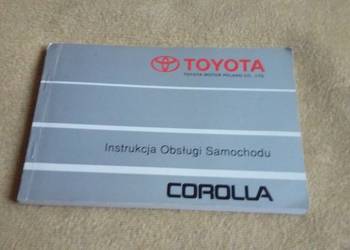 TOYOTA
TOYOTA MOTOR POLAND CO., LTD.
Instrukcja Obsługi Samochodu
COROLLA